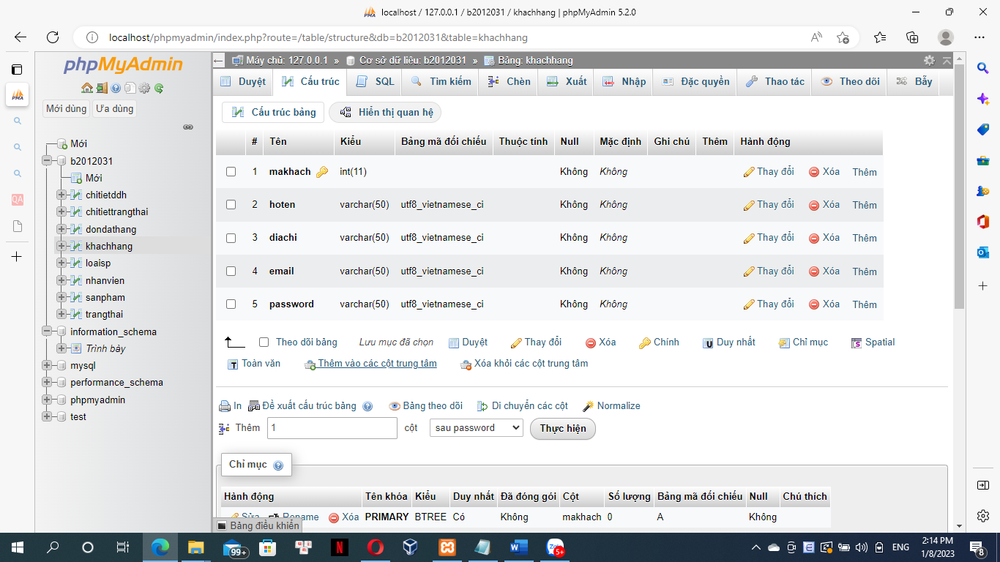 localhost / 127.0.0.1 / b2012031 / khachhang | phpMyAdmin 5.2.0
localhost/phpmyadmin/index.php?route=/table/structure&db=b2012031&table=khachhang
phpMyAdmin
Mới dùng Ưa dùng
Mới
b2012031
Mới
chitietddh
chitiettrangthai
dondathang
khachhang
loaisp
nhanvien
sanpham
trangthai
information_schema
Trình bày
mysql
performance_schema
phpmyadmin
test
Máy chủ: 127.0.0.1 » Cơ sở dữ liệu: b2012031 » Bảng: khachhang
Duyệt Cấu trúc SQL Tìm kiếm Chèn Xuất Nhập Đặc quyền Thao tác Theo dõi Bẫy
Cấu trúc bảng Hiển thị quan hệ
# Tên Kiểu Bảng mã đối chiếu Thuộc tính Null Mặc định Ghi chú Thêm Hành động
1 makhach int(11) Không Không Thay đổi Xóa Thêm
2 hoten varchar(50) utf8_vietnamese_ci Không Không Thay đổi Xóa Thêm
3 diachi varchar(50) utf8_vietnamese_ci Không Không Thay đổi Xóa Thêm
4 email varchar(50) utf8_vietnamese_ci Không Không Thay đổi Xóa Thêm
5 password varchar(50) utf8_vietnamese_ci Không Không Thay đổi Xóa Thêm
Theo dõi bảng Lưu mục đã chọn Duyệt Thay đổi Xóa Chính Duy nhất Chỉ mục Spatial
Toàn văn Thêm vào các cột trung tâm Xóa khỏi các cột trung tâm
In Đề xuất cấu trúc bảng Bảng theo dõi Di chuyển các cột Normalize
Thêm 1 cột sau password Thực hiện
Chỉ mục
Hành động Tên khóa Kiểu Duy nhất Đã đóng gói Cột Số lượng Bảng mã đối chiếu Null Chú thích
Sửa Rename Xóa PRIMARY BTREE Có Không makhach 0 A Không
Bảng điều khiển
99+
5+
ENG
2:14 PM
1/8/2023
8